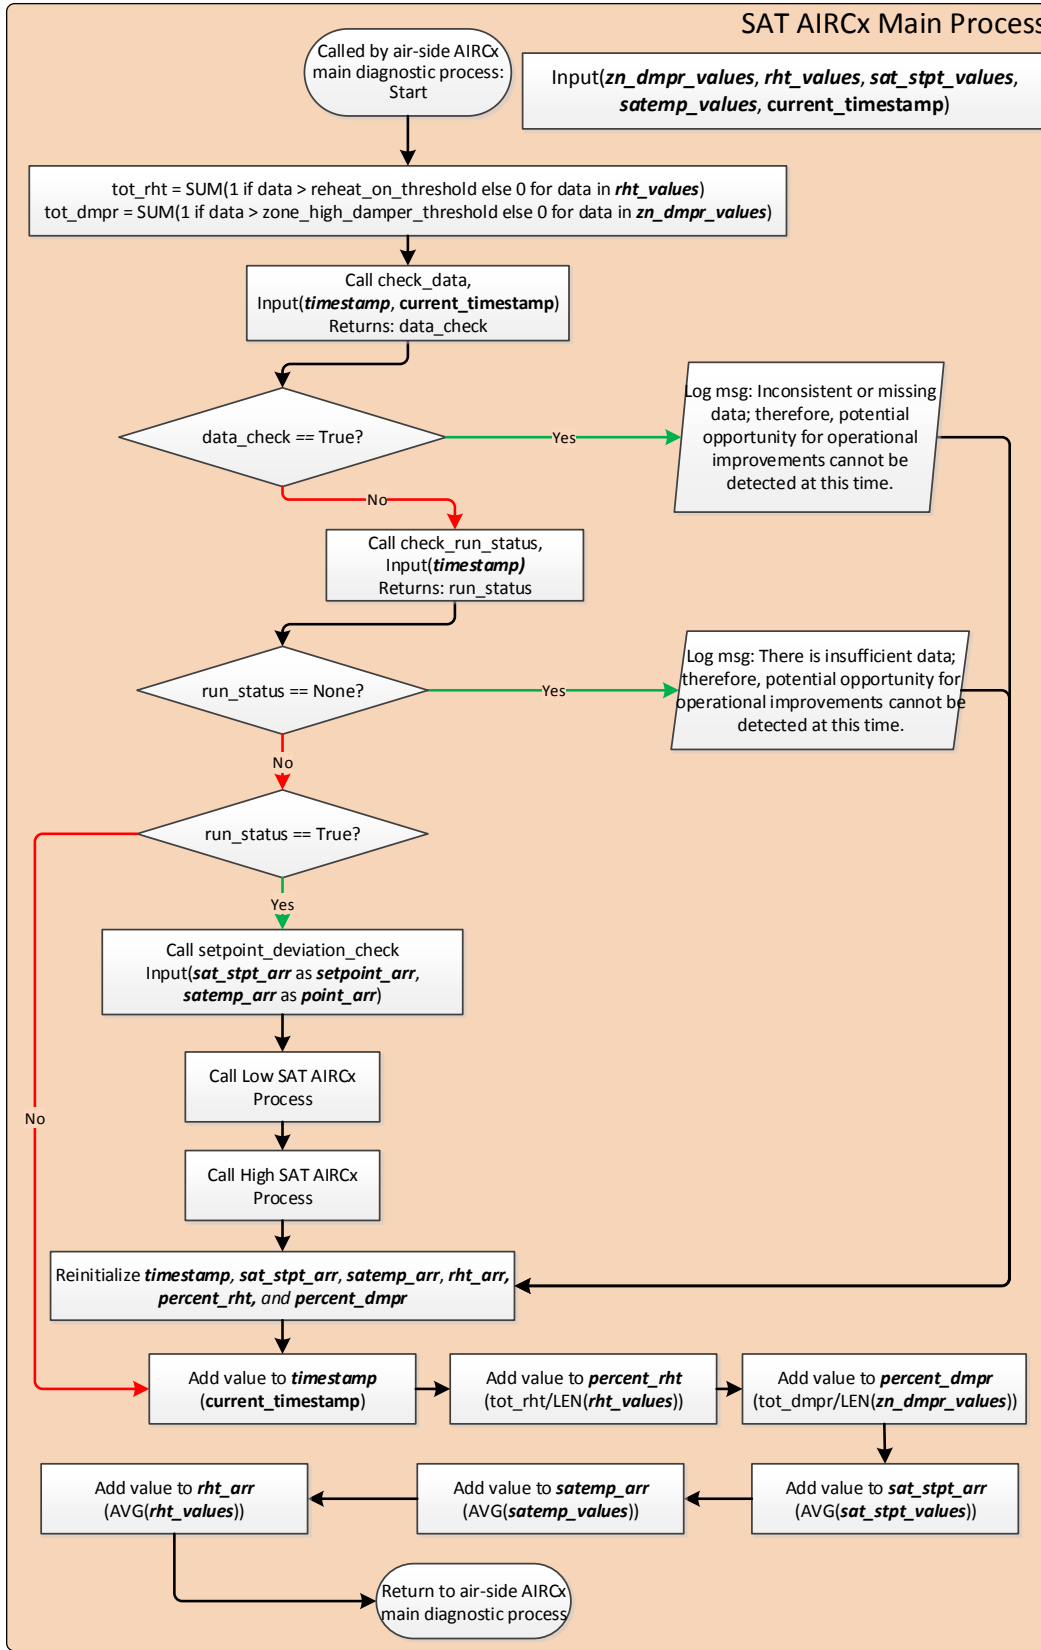 SAT AIRCx Main Process
Called by air-side AIRCx
main diagnostic process:
Start
Input(zn_dmpr_values, rht_values, sat_stpt_values,
satemp_values, current_timestamp)
tot_rht = SUM(1 if data > reheat_on_threshold else 0 for data in rht_values)
tot_dmpr = SUM(1 if data > zone_high_damper_threshold else 0 for data in zn_dmpr_values)
Call check_data,
Input(timestamp, current_timestamp)
Returns: data_check
data_check == True?
Yes
Log msg: Inconsistent or missing
data; therefore, potential
opportunity for operational
improvements cannot be
detected at this time.
No
Call check_run_status,
Input(timestamp)
Returns: run_status
run_status == None?
Yes
Log msg: There is insufficient data;
therefore, potential opportunity for
operational improvements cannot be
detected at this time.
No
run_status == True?
Yes
Call setpoint_deviation_check
Input(sat_stpt_arr as setpoint_arr,
satemp_arr as point_arr)
Call Low SAT AIRCx
Process
No
Call High SAT AIRCx
Process
Reinitialize timestamp, sat_stpt_arr, satemp_arr, rht_arr,
percent_rht, and percent_dmpr
Add value to timestamp
(current_timestamp)
Add value to percent_rht
(tot_rht/LEN(rht_values))
Add value to percent_dmpr
(tot_dmpr/LEN(zn_dmpr_values))
Add value to sat_stpt_arr
(AVG(sat_stpt_values))
Add value to satemp_arr
(AVG(satemp_values))
Add value to rht_arr
(AVG(rht_values))
Return to air-side AIRCx
main diagnostic process